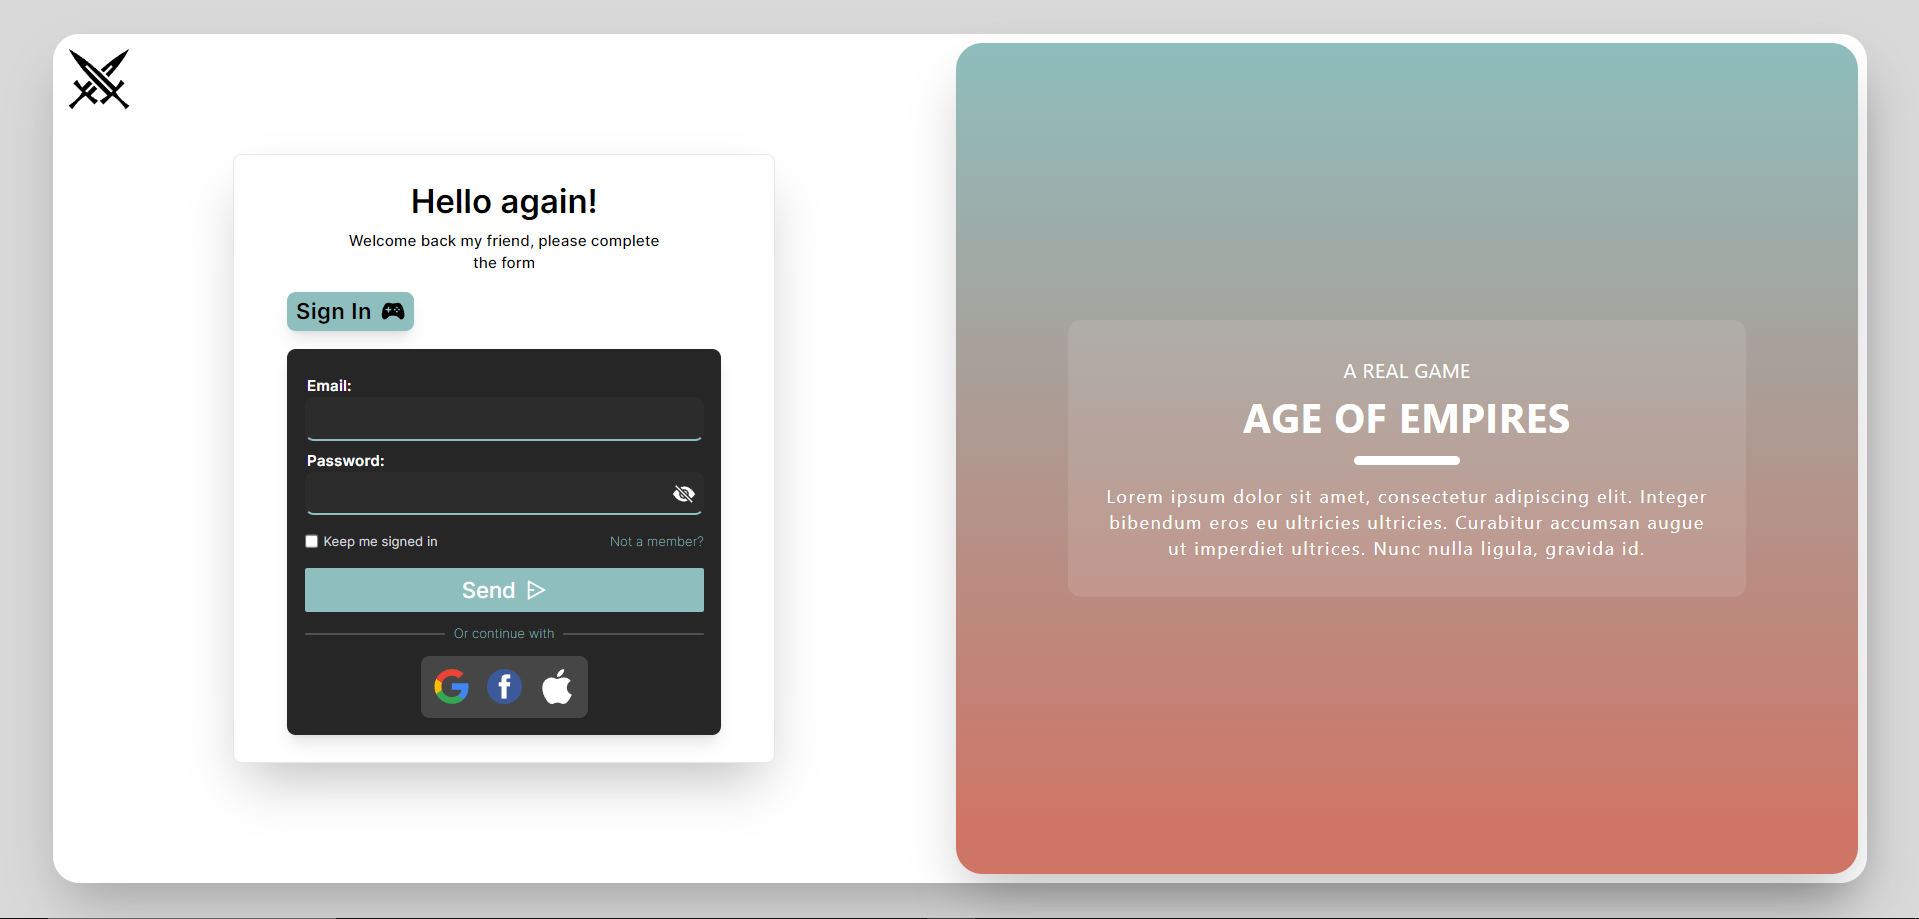 Hello again!
Welcome back my friend, please complete
the form
Sign In
Email:
Password:
Keep me signed in
Not a member?
Send
Or continue with
A REAL GAME
AGE OF EMPIRES
Lorem ipsum dolor sit amet, consectetur adipiscing elit. Integer
bibendum eros eu ultricies ultricies. Curabitur accumsan augue
ut imperdiet ultrices. Nunc nulla ligula, gravida id.